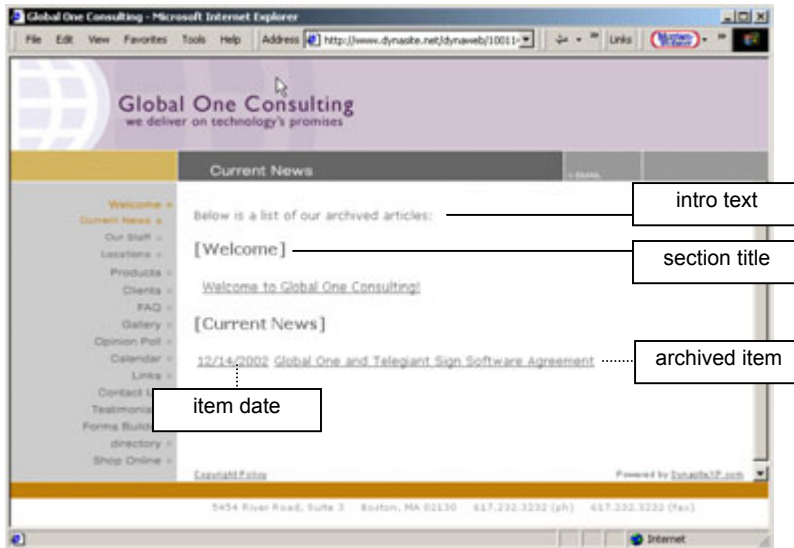 Global One Consulting - Microsoft Internet Explorer
File Edit View Favorites Tools Help Address http://www.dynasite.net/dynaweb/10011- Links
Global One Consulting
we deliver on technology's promises
Current News
EMAIL
Welcome
Current News
Our Staff
Locations
Products
Clients
FAQ
Gallery
Opinion Poll
Calendar
Links
Contact
Testimonia
Forms Build
directory
Shop Online
Below is a list of our archived articles:
intro text
[Welcome]
section title
Welcome to Global One Consulting!
[Current News]
12/14/2002 Global One and Telegiant Sign Software Agreement
archived item
item date
Copyright Policy
Powered by DynasiteXP.com
5454 River Road, Suite 3 Boston, MA 02130 617.232.3232 (ph) 617.232.3232 (fax)
Internet